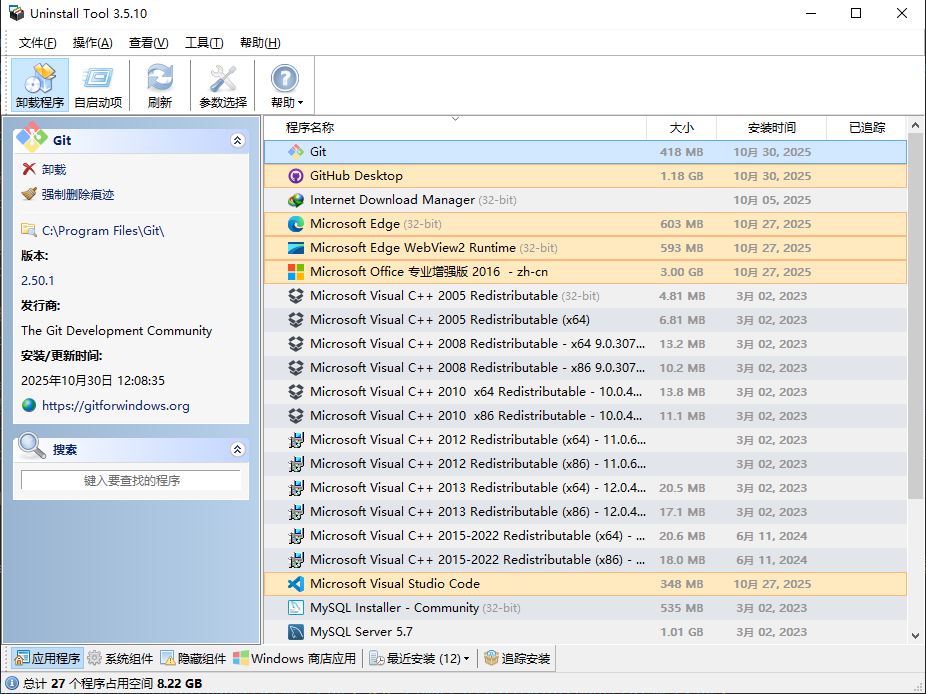 Uninstall Tool 3.5.10
文件(F) 操作(A) 查看(V) 工具(T) 帮助(H)
卸载程序 自启动项 刷新 参数选择 帮助
Git
卸载
强制删除痕迹
C:\Program Files\Git\
版本:
2.50.1
发行商:
The Git Development Community
安装/更新时间:
2025年10月30日 12:08:35
https://gitforwindows.org
搜索
键入要查找的程序
程序名称 大小 安装时间 已追踪
Git 418 MB 10月 30, 2025
GitHub Desktop 1.18 GB 10月 30, 2025
Internet Download Manager (32-bit) 10月 05, 2025
Microsoft Edge (32-bit) 603 MB 10月 27, 2025
Microsoft Edge WebView2 Runtime (32-bit) 593 MB 10月 27, 2025
Microsoft Office 专业增强版 2016 - zh-cn 3.00 GB 10月 27, 2025
Microsoft Visual C++ 2005 Redistributable (32-bit) 4.81 MB 3月 02, 2023
Microsoft Visual C++ 2005 Redistributable (x64) 6.81 MB 3月 02, 2023
Microsoft Visual C++ 2008 Redistributable - x64 9.0.307... 13.2 MB 3月 02, 2023
Microsoft Visual C++ 2008 Redistributable - x86 9.0.307... 10.2 MB 3月 02, 2023
Microsoft Visual C++ 2010 x64 Redistributable - 10.0.4... 13.8 MB 3月 02, 2023
Microsoft Visual C++ 2010 x86 Redistributable - 10.0.4... 11.1 MB 3月 02, 2023
Microsoft Visual C++ 2012 Redistributable (x64) - 11.0.6... 3月 02, 2023
Microsoft Visual C++ 2012 Redistributable (x86) - 11.0.6... 3月 02, 2023
Microsoft Visual C++ 2013 Redistributable (x64) - 12.0.4... 20.5 MB 3月 02, 2023
Microsoft Visual C++ 2013 Redistributable (x86) - 12.0.4... 17.1 MB 3月 02, 2023
Microsoft Visual C++ 2015-2022 Redistributable (x64) - ... 20.6 MB 6月 11, 2024
Microsoft Visual C++ 2015-2022 Redistributable (x86) - ... 18.0 MB 6月 11, 2024
Microsoft Visual Studio Code 348 MB 10月 27, 2025
MySQL Installer - Community (32-bit) 535 MB 3月 02, 2023
MySQL Server 5.7 1.01 GB 3月 02, 2023
应用程序 系统组件 隐藏组件 Windows 商店应用 最近安装 (12) 追踪安装
总计 27 个程序占用空间 8.22 GB